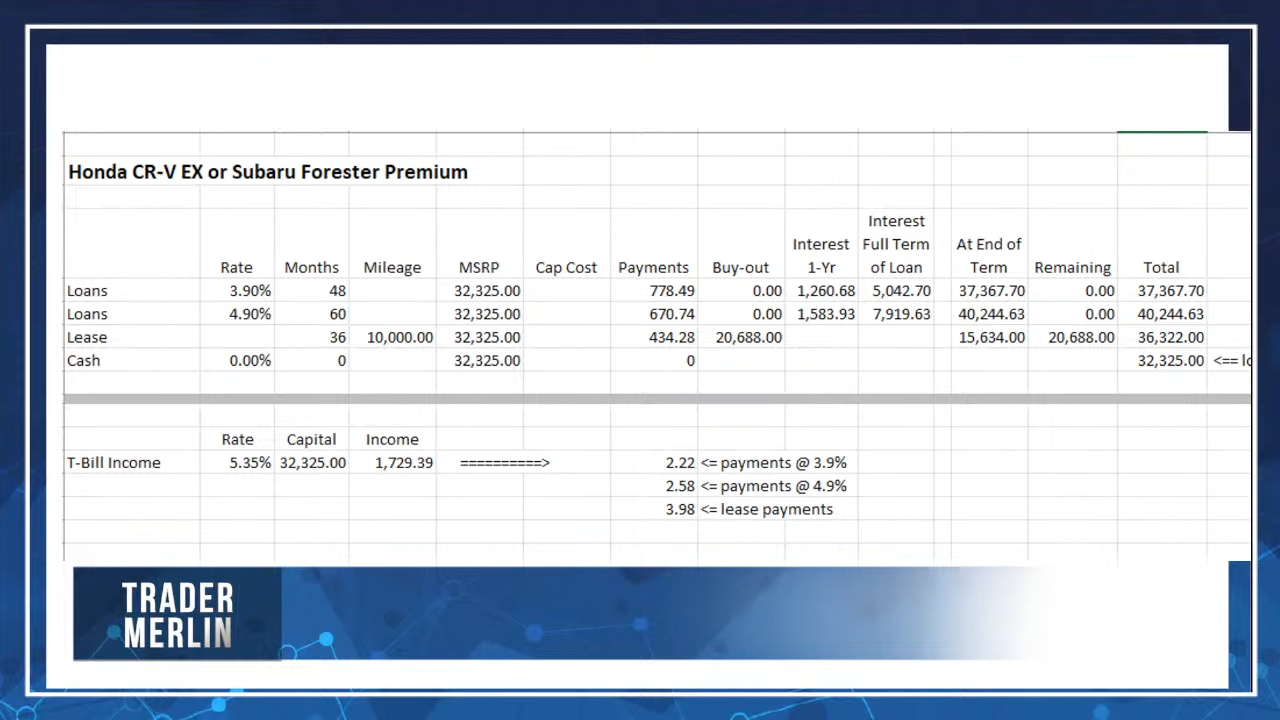 Honda CR-V EX or Subaru Forester Premium
Interest
Interest Full Term At End of
Rate Months Mileage MSRP Cap Cost Payments Buy-out 1-Yr of Loan Term Remaining Total
Loans 3.90% 48 32,325.00 778.49 0.00 1,260.68 5,042.70 37,367.70 0.00 37,367.70
Loans 4.90% 60 32,325.00 670.74 0.00 1,583.93 7,919.63 40,244.63 0.00 40,244.63
Lease 36 10,000.00 32,325.00 434.28 20,688.00 15,634.00 20,688.00 36,322.00
Cash 0.00% 0 32,325.00 0 32,325.00 <==
Rate Capital Income
T-Bill Income 5.35% 32,325.00 1,729.39 ==========> 2.22 <= payments @ 3.9%
2.58 <= payments @ 4.9%
3.98 <= lease payments
TRADER
MERLIN